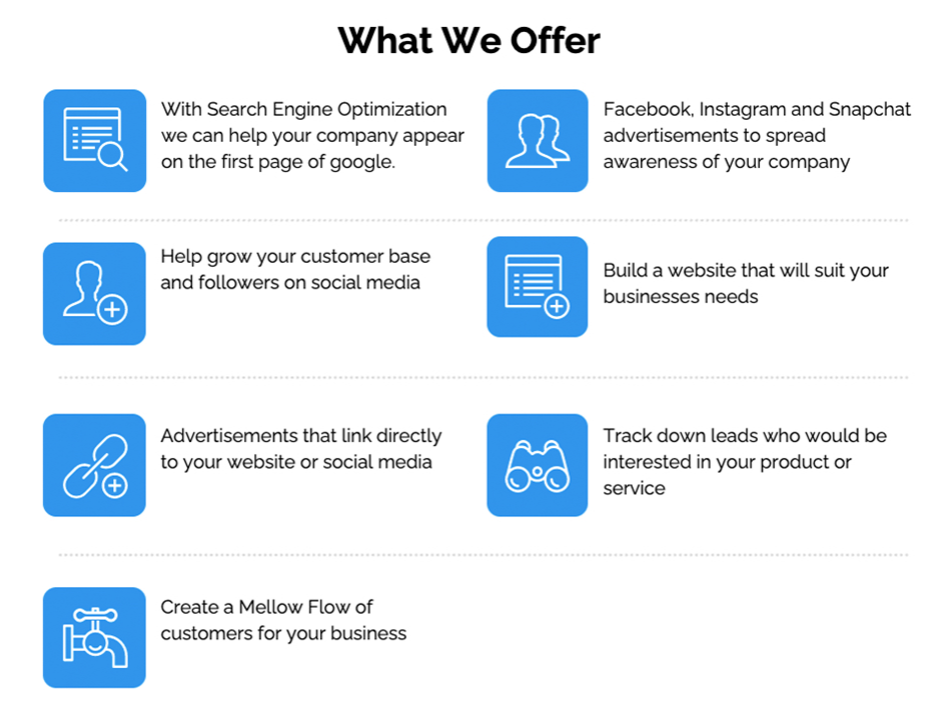 What We Offer
With Search Engine Optimization
we can help your company appear
on the first page of google.
Facebook, Instagram and Snapchat
advertisements to spread
awareness of your company
Help grow your customer base
and followers on social media
Build a website that will suit your
businesses needs
Advertisements that link directly
to your website or social media
Track down leads who would be
interested in your product or
service
Create a Mellow Flow of
customers for your business